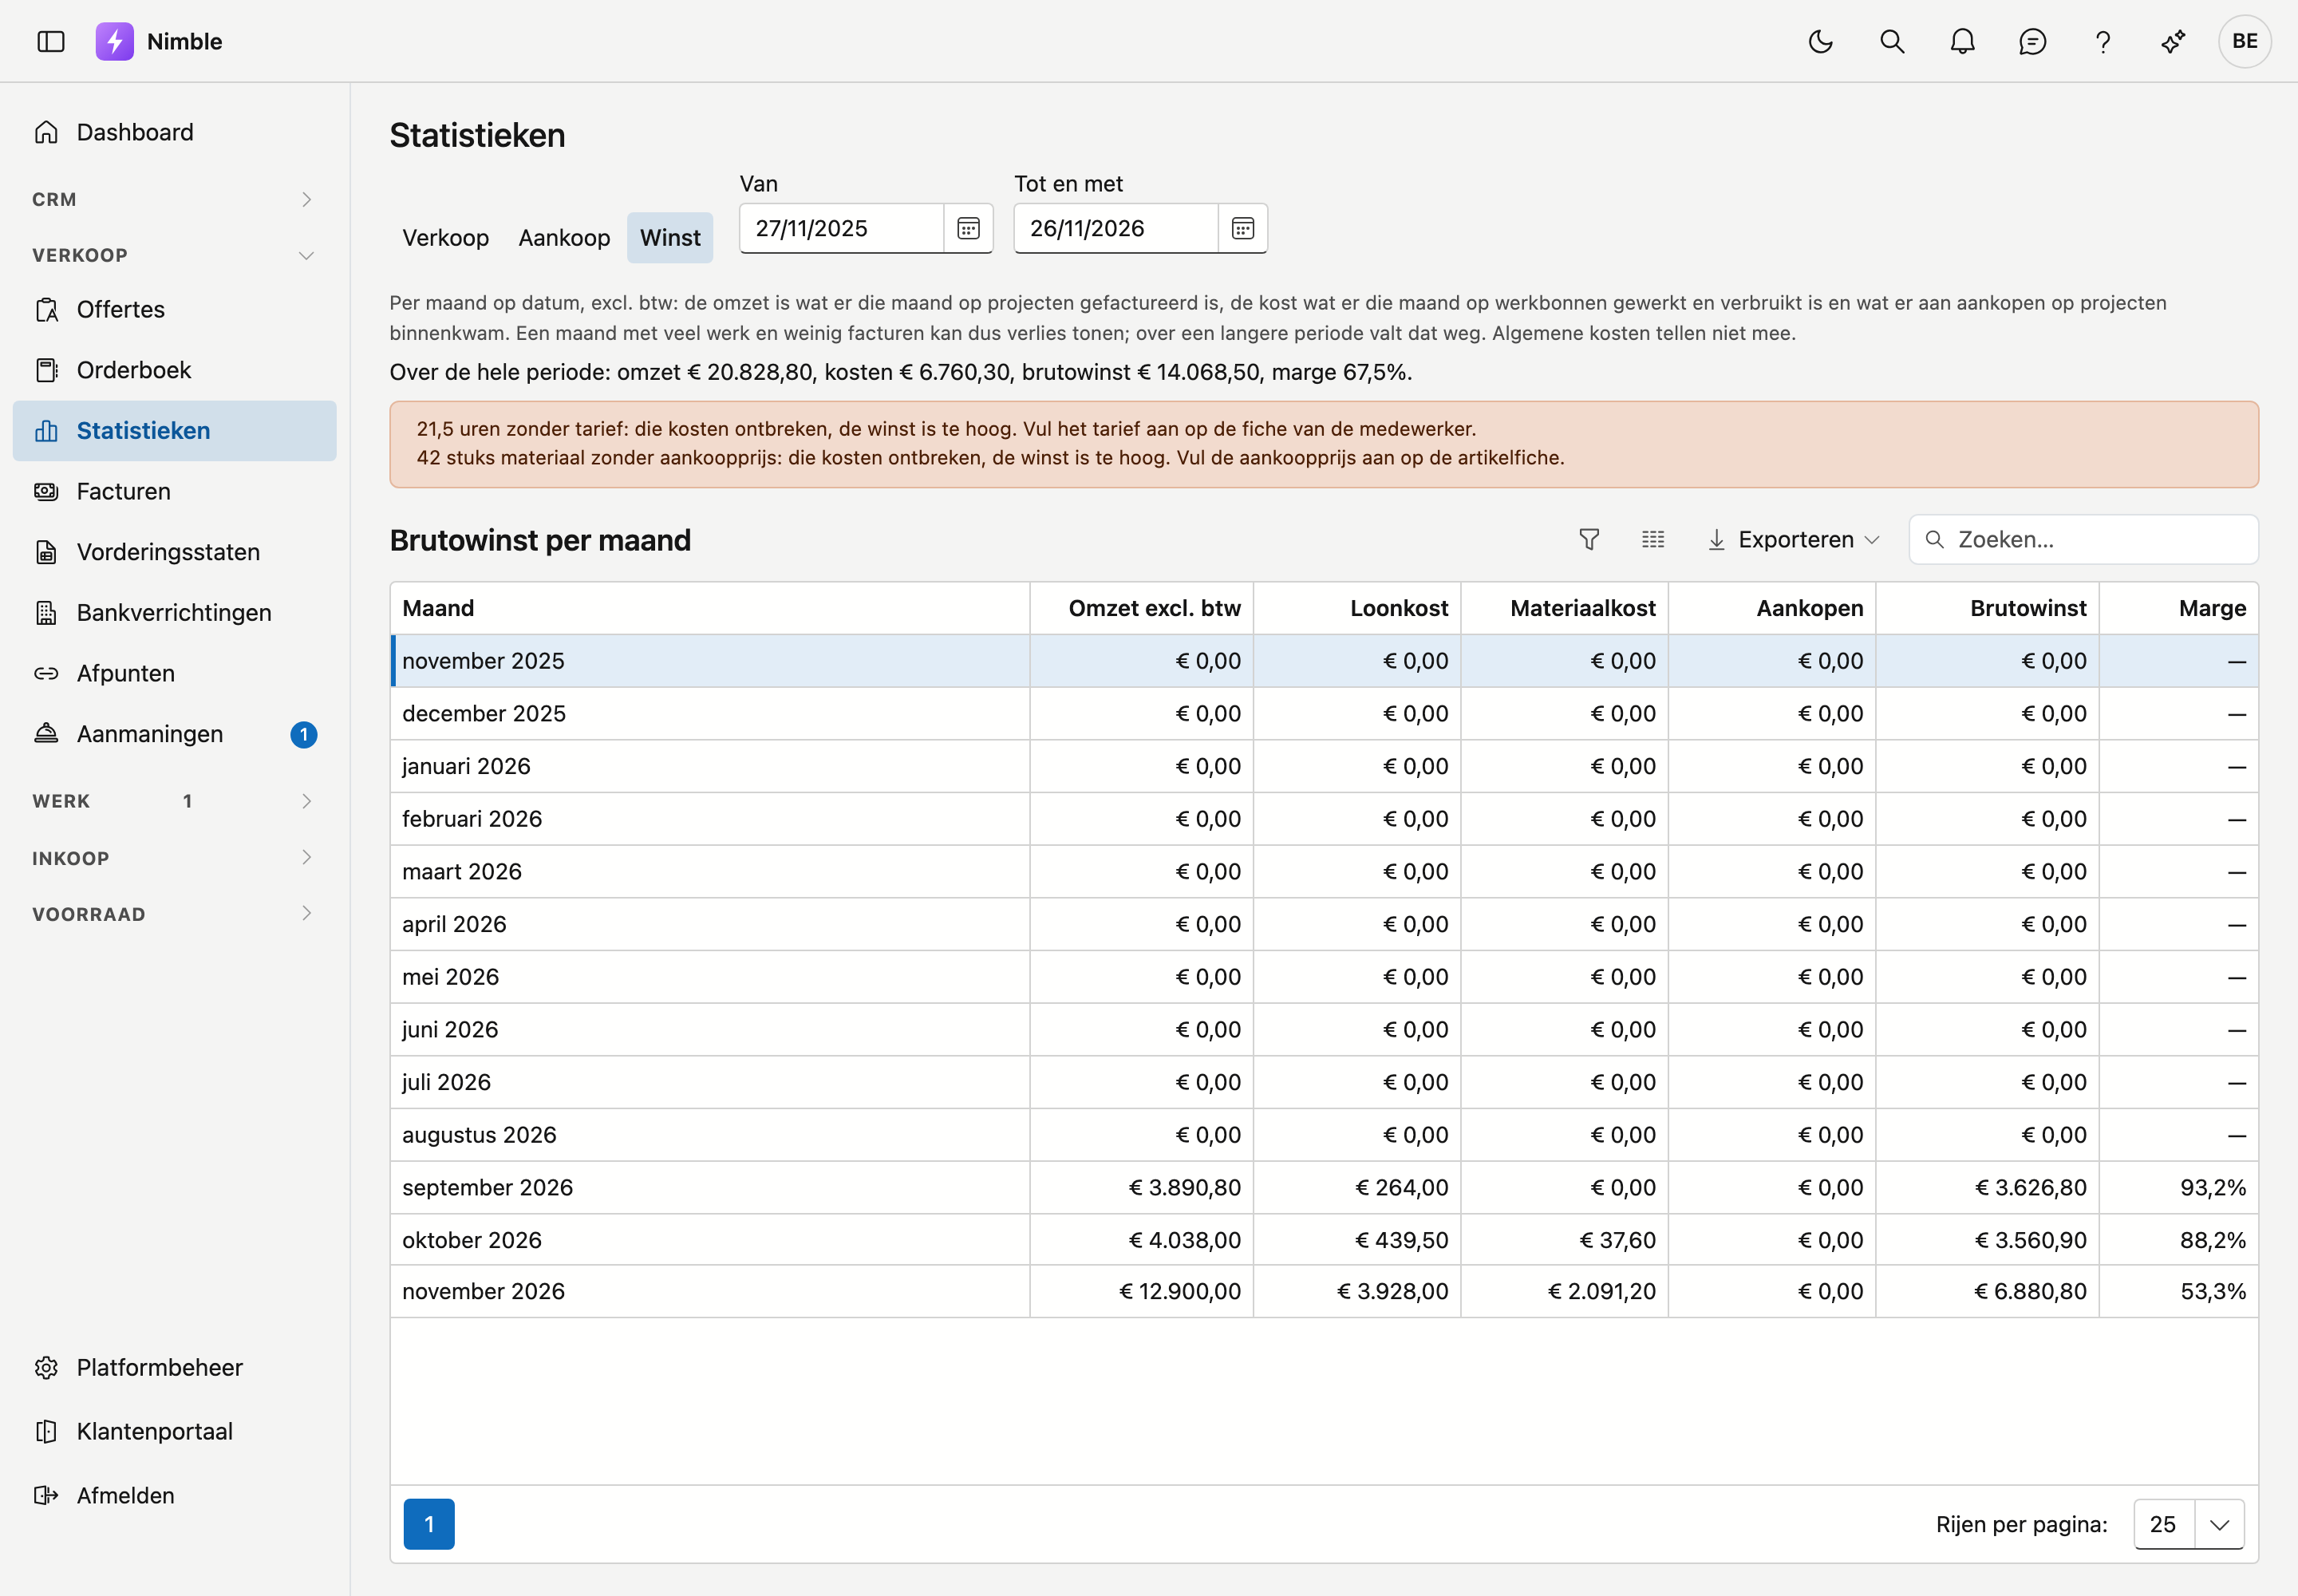 Nimble
BE
Dashboard
CRM
VERKOOP
Offertes
Orderboek
Statistieken
Facturen
Vorderingsstaten
Bankverrichtingen
Afpunten
Aanmaningen 1
WERK 1
INKOOP
VOORRAAD
Platformbeheer
Klantenportaal
Afmelden
Statistieken
Van Tot en met
Verkoop Aankoop Winst 27/11/2025 26/11/2026
Per maand op datum, excl. btw: de omzet is wat er die maand op projecten gefactureerd is, de kost wat er die maand op werkbonnen gewerkt en verbruikt is en wat er aan aankopen op projecten
binnenkwam. Een maand met veel werk en weinig facturen kan dus verlies tonen; over een langere periode valt dat weg. Algemene kosten tellen niet mee.
Over de hele periode: omzet € 20.828,80, kosten € 6.760,30, brutowinst € 14.068,50, marge 67,5%.
21,5 uren zonder tarief: die kosten ontbreken, de winst is te hoog. Vul het tarief aan op de fiche van de medewerker.
42 stuks materiaal zonder aankoopprijs: die kosten ontbreken, de winst is te hoog. Vul de aankoopprijs aan op de artikelfiche.
Brutowinst per maand Exporteren Zoeken...
Maand Omzet excl. btw Loonkost Materiaalkost Aankopen Brutowinst Marge
november 2025 € 0,00 € 0,00 € 0,00 € 0,00 € 0,00 —
december 2025 € 0,00 € 0,00 € 0,00 € 0,00 € 0,00 —
januari 2026 € 0,00 € 0,00 € 0,00 € 0,00 € 0,00 —
februari 2026 € 0,00 € 0,00 € 0,00 € 0,00 € 0,00 —
maart 2026 € 0,00 € 0,00 € 0,00 € 0,00 € 0,00 —
april 2026 € 0,00 € 0,00 € 0,00 € 0,00 € 0,00 —
mei 2026 € 0,00 € 0,00 € 0,00 € 0,00 € 0,00 —
juni 2026 € 0,00 € 0,00 € 0,00 € 0,00 € 0,00 —
juli 2026 € 0,00 € 0,00 € 0,00 € 0,00 € 0,00 —
augustus 2026 € 0,00 € 0,00 € 0,00 € 0,00 € 0,00 —
september 2026 € 3.890,80 € 264,00 € 0,00 € 0,00 € 3.626,80 93,2%
oktober 2026 € 4.038,00 € 439,50 € 37,60 € 0,00 € 3.560,90 88,2%
november 2026 € 12.900,00 € 3.928,00 € 2.091,20 € 0,00 € 6.880,80 53,3%
1 Rijen per pagina: 25